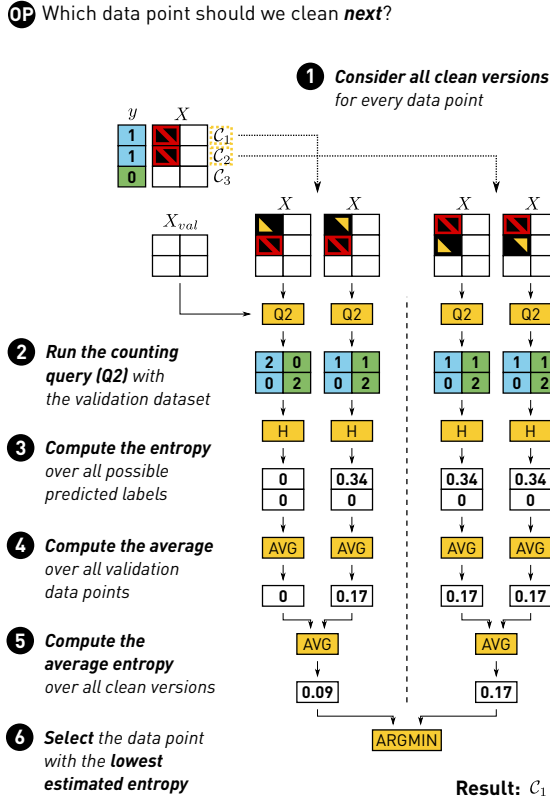 OP Which data point should we clean next?
1 Consider all clean versions
for every data point
y X
1 C1
1 C2
0 C3
X_val X X X X
Q2 Q2 Q2 Q2
2 0 1 1 1 1 1 1
0 2 0 2 0 2 0 2
2 Run the counting
query (Q2) with
the validation dataset
H H H H
3 Compute the entropy
over all possible
predicted labels
0 0.34 0.34 0.34
0 0 0 0
4 Compute the average
over all validation
data points
AVG AVG AVG AVG
0 0.17 0.17 0.17
5 Compute the
average entropy
over all clean versions
AVG AVG
0.09 0.17
6 Select the data point
with the lowest
estimated entropy
ARGMIN
Result: C1